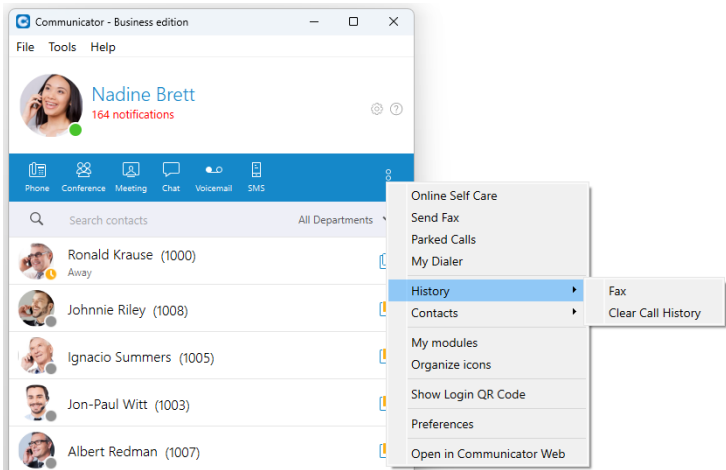 Communicator - Business edition
File Tools Help
Nadine Brett
164 notifications
Phone Conference Meeting Chat Voicemail SMS
Search contacts All Departments
Ronald Krause (1000)
Away
Johnnie Riley (1008)
Ignacio Summers (1005)
Jon-Paul Witt (1003)
Albert Redman (1007)
Online Self Care
Send Fax
Parked Calls
My Dialer
History
Contacts
My modules
Organize icons
Show Login QR Code
Preferences
Open in Communicator Web
Fax
Clear Call History